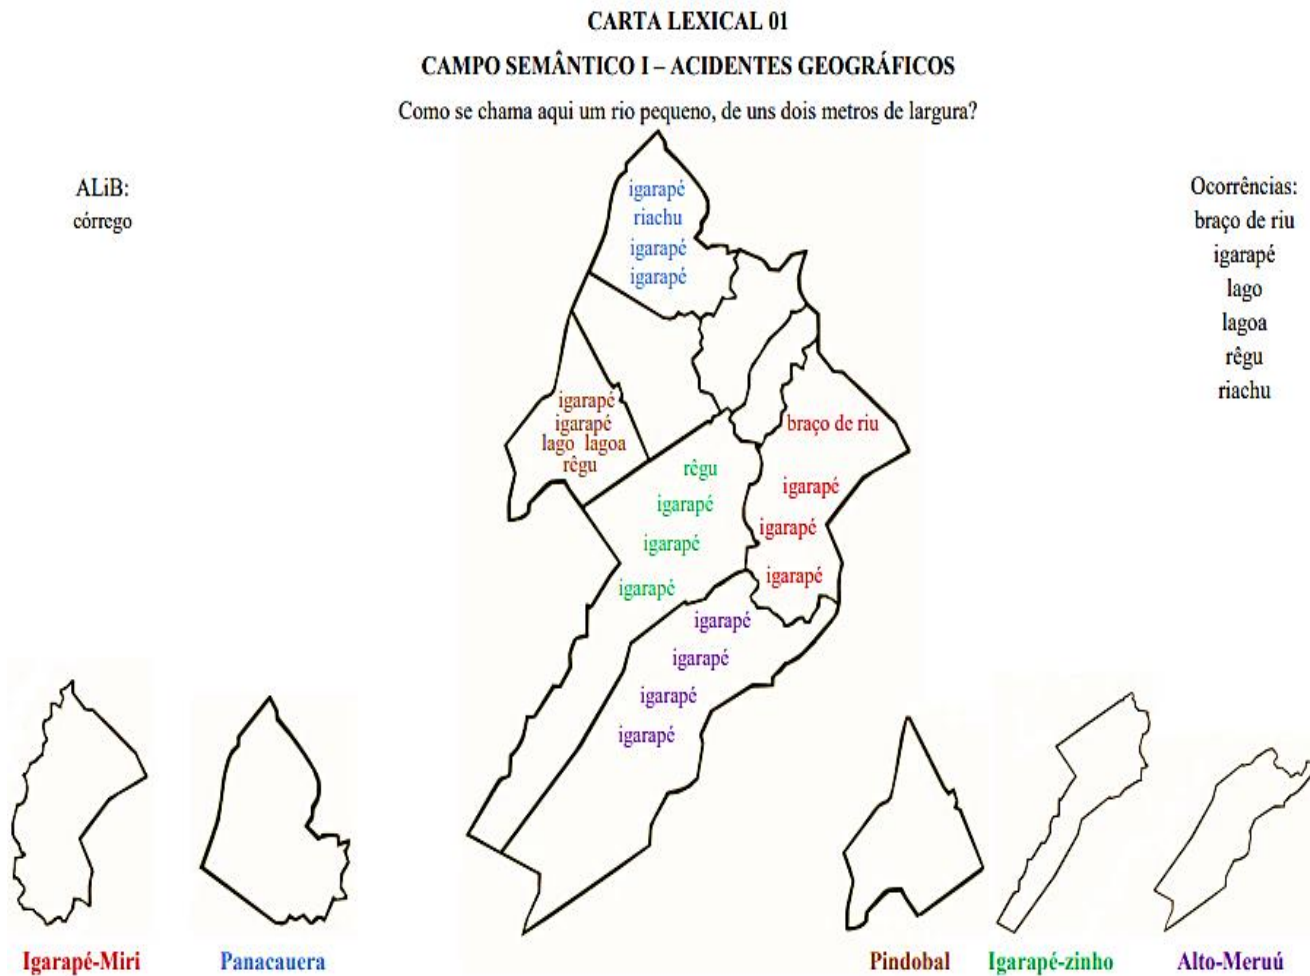 CARTA LEXICAL 01
CAMPO SEMÂNTICO I – ACIDENTES GEOGRÁFICOS
Como se chama aqui um rio pequeno, de uns dois metros de largura?
ALiB:
córrego
Ocorrências:
braço de riu
igarapé
lago
lagoa
rêgu
riachu
igarapé
riachu
igarapé
igarapé
igarapé
igarapé
lago lagoa
rêgu
braço de riu
igarapé
igarapé
igarapé
rêgu
igarapé
igarapé
igarapé
igarapé
igarapé
igarapé
igarapé
Igarapé-Miri
Panacauera
Pindobal
Igarapé-zinho
Alto-Meruú